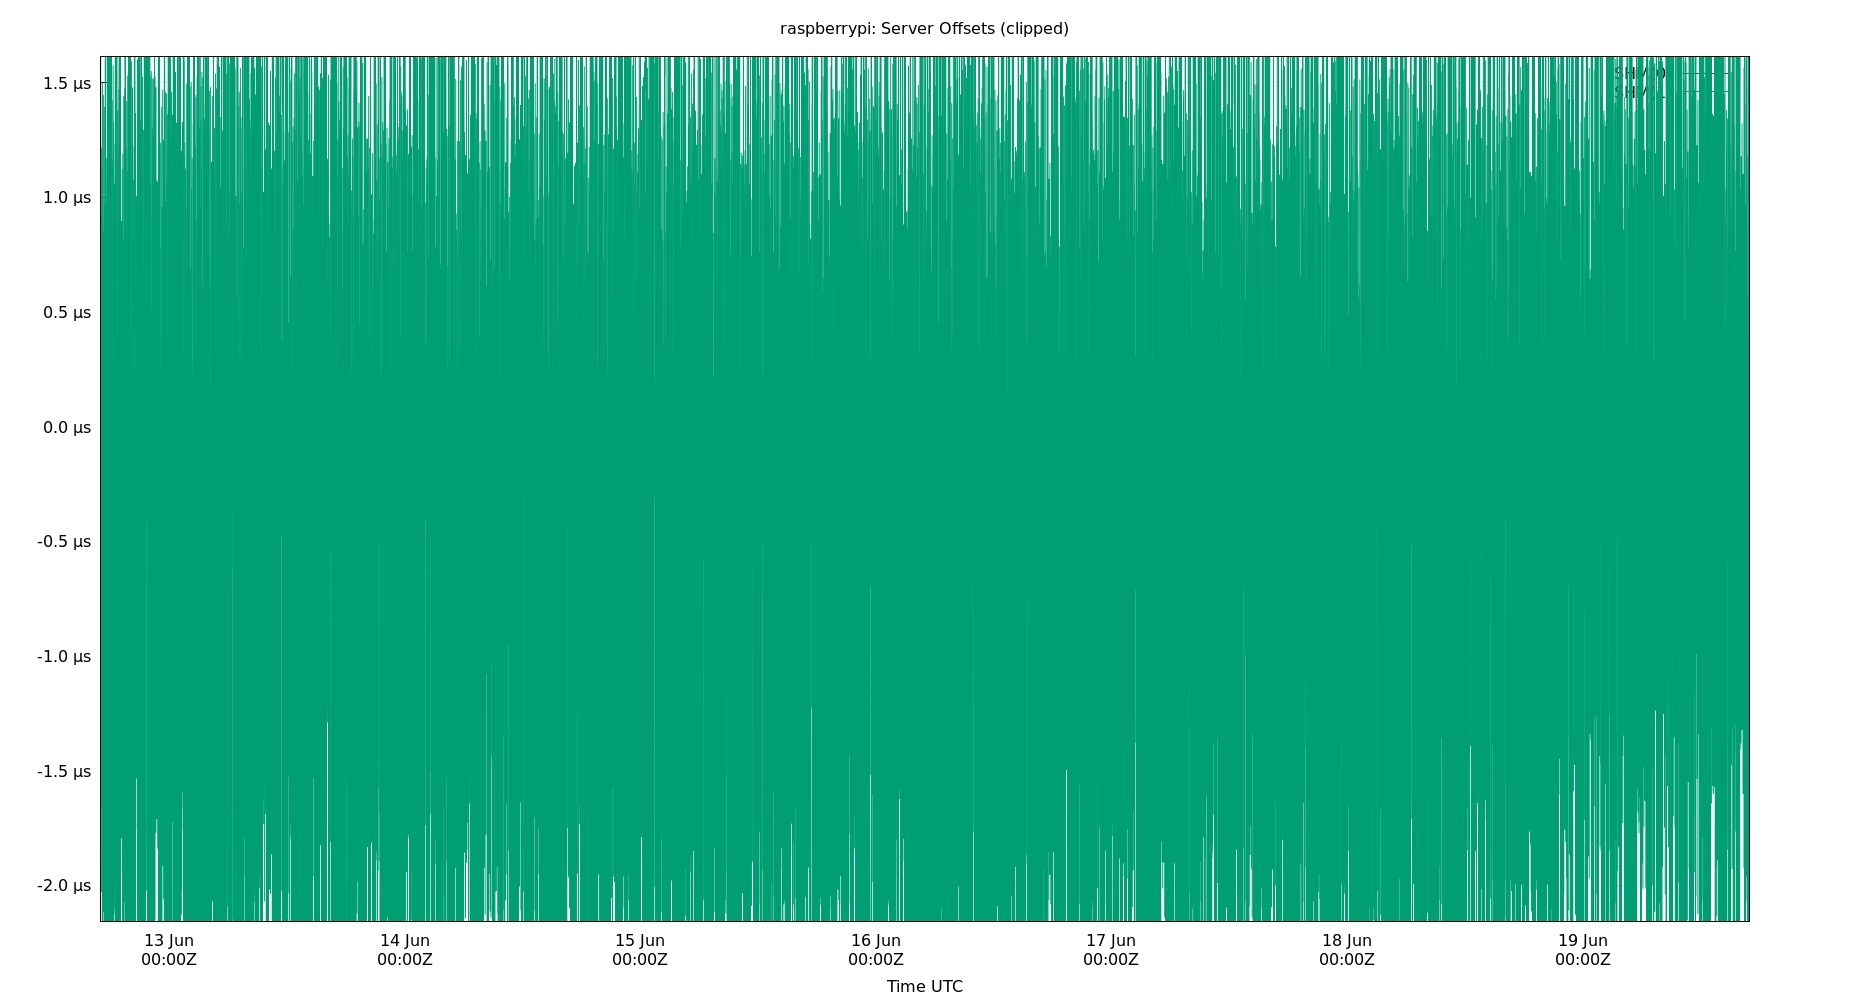 raspberrypi: Server Offsets (clipped)
1.5 µs
1.0 µs
0.5 µs
0.0 µs
-0.5 µs
-1.0 µs
-1.5 µs
-2.0 µs
13 Jun
00:00Z
14 Jun
00:00Z
15 Jun
00:00Z
16 Jun
00:00Z
17 Jun
00:00Z
18 Jun
00:00Z
19 Jun
00:00Z
Time UTC